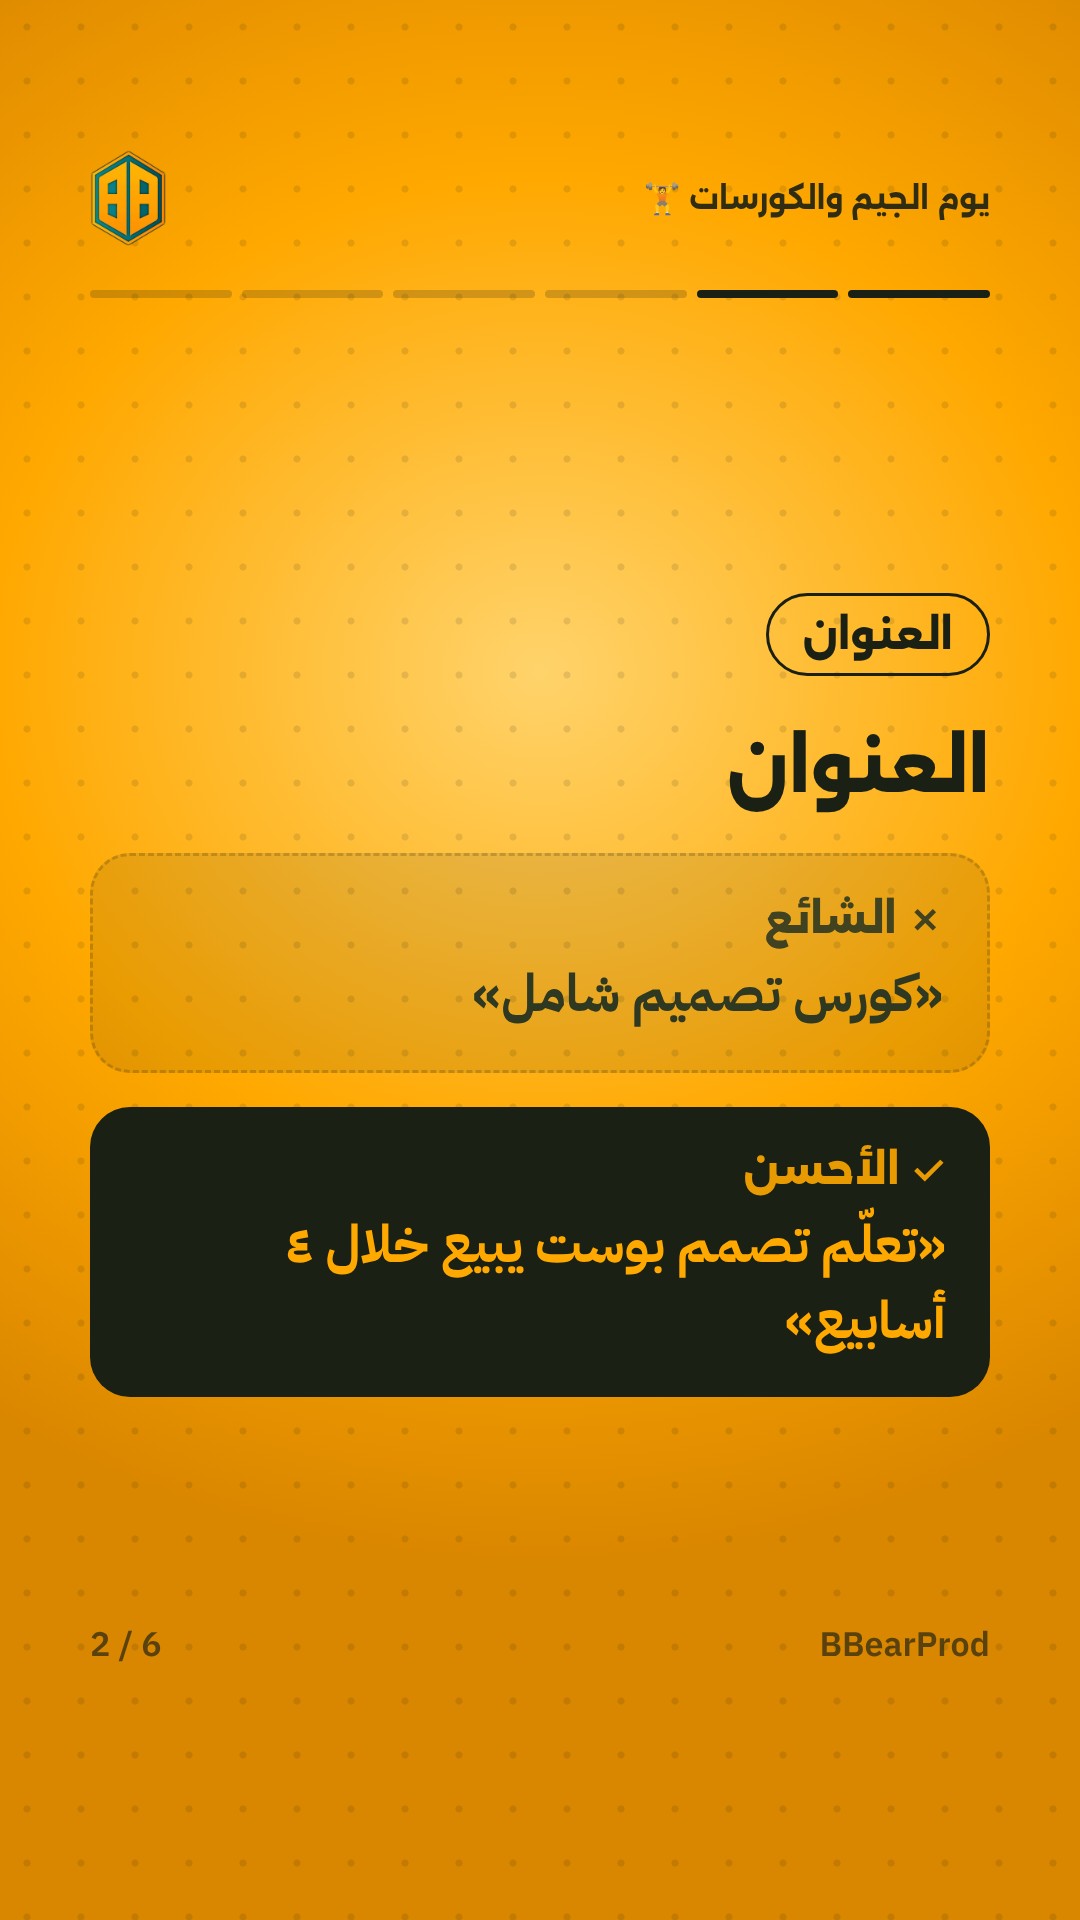 يوم الجيم والكورسات 🏋️
العنوان
العنوان
× الشائع
«كورس تصميم شامل»
✓ الأحسن
«تعلّم تصمم بوست يبيع خلال ٤
أسابيع»
BBearProd
2 / 6